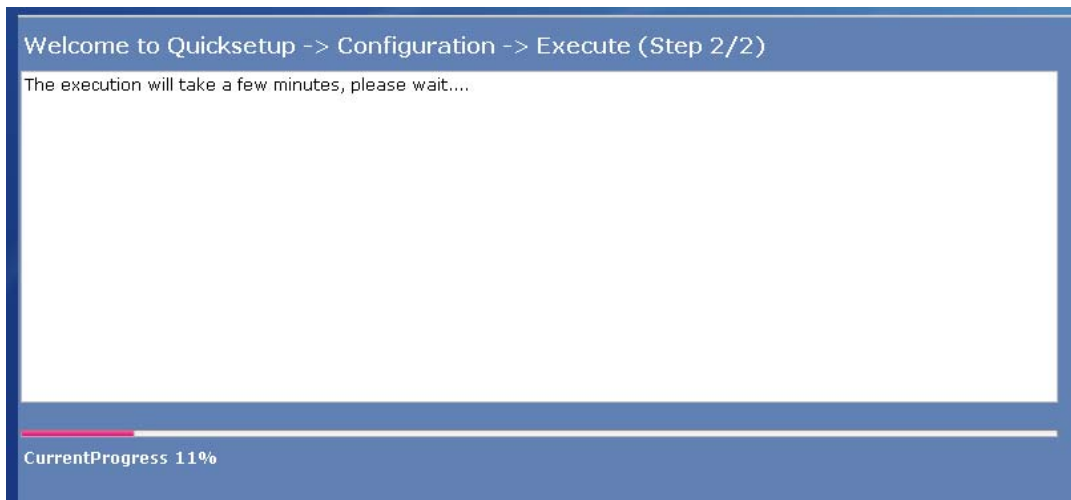 Welcome to Quicksetup -> Configuration -> Execute (Step 2/2)
The execution will take a few minutes, please wait....
CurrentProgress 11%